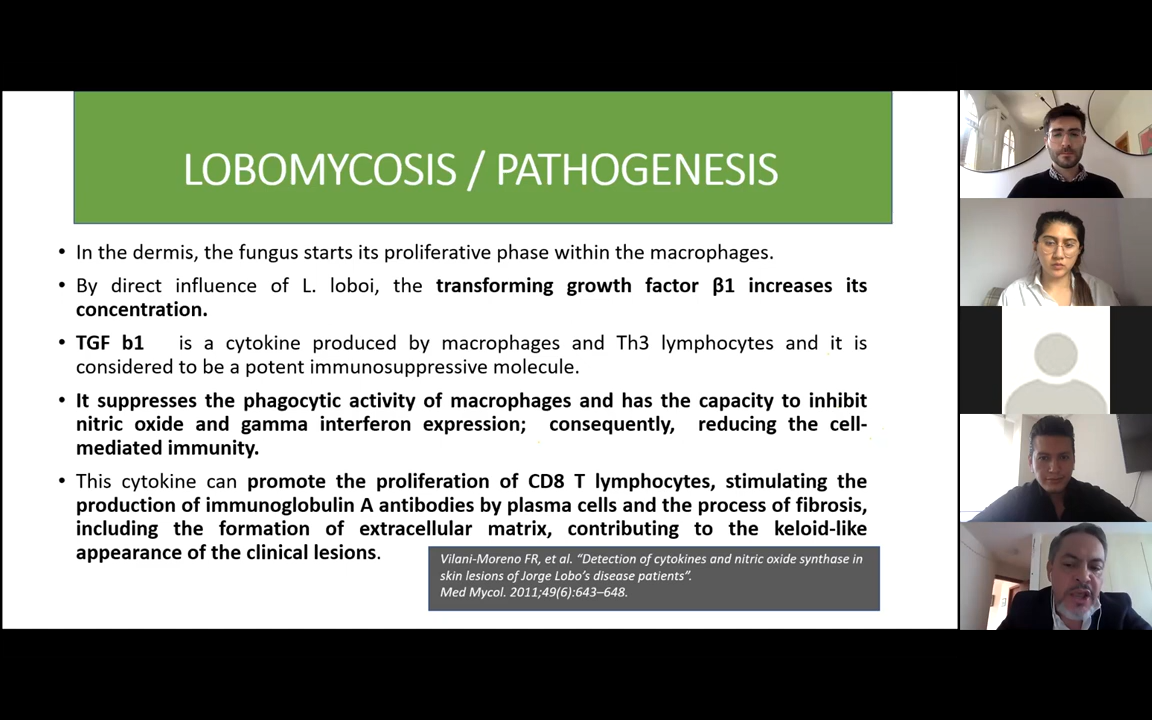 LOBOMYCOSIS / PATHOGENESIS
• In the dermis, the fungus starts its proliferative phase within the macrophages.
• By direct influence of L. loboi, the transforming growth factor β1 increases its
concentration.
• TGF b1 is a cytokine produced by macrophages and Th3 lymphocytes and it is
considered to be a potent immunosuppressive molecule.
• It suppresses the phagocytic activity of macrophages and has the capacity to inhibit
nitric oxide and gamma interferon expression; consequently, reducing the cell-
mediated immunity.
• This cytokine can promote the proliferation of CD8 T lymphocytes, stimulating the
production of immunoglobulin A antibodies by plasma cells and the process of fibrosis,
including the formation of extracellular matrix, contributing to the keloid-like
appearance of the clinical lesions.
Vilani-Moreno FR, et al. “Detection of cytokines and nitric oxide synthase in
skin lesions of Jorge Lobo’s disease patients”.
Med Mycol. 2011;49(6):643–648.